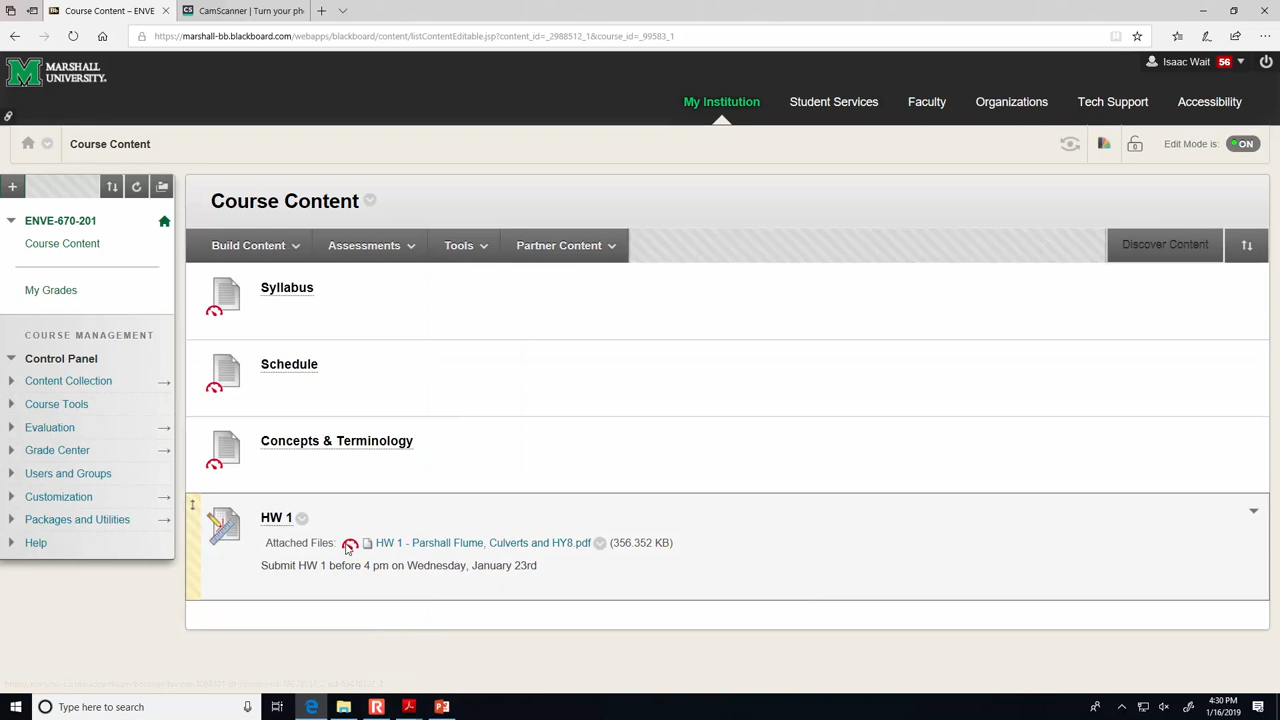 Course Content – ENVE
CamScanner | Turn your ph
https://marshall-bb.blackboard.com/webapps/blackboard/content/listContentEditable.jsp?content_id=_2988512_1&course_id=_99583_1
MARSHALL
UNIVERSITY.
Isaac Wait 56
My Institution Student Services Faculty Organizations Tech Support Accessibility
Course Content
Edit Mode is: ON
ENVE-670-201
Course Content
My Grades
COURSE MANAGEMENT
Control Panel
Content Collection
Course Tools
Evaluation
Grade Center
Users and Groups
Customization
Packages and Utilities
Help
Course Content
Build Content Assessments Tools Partner Content Discover Content
Syllabus
Schedule
Concepts & Terminology
HW 1
Attached Files: HW 1 - Parshall Flume, Culverts and HY8.pdf (356.352 KB)
Submit HW 1 before 4 pm on Wednesday, January 23rd
Type here to search
4:30 PM
1/16/2019